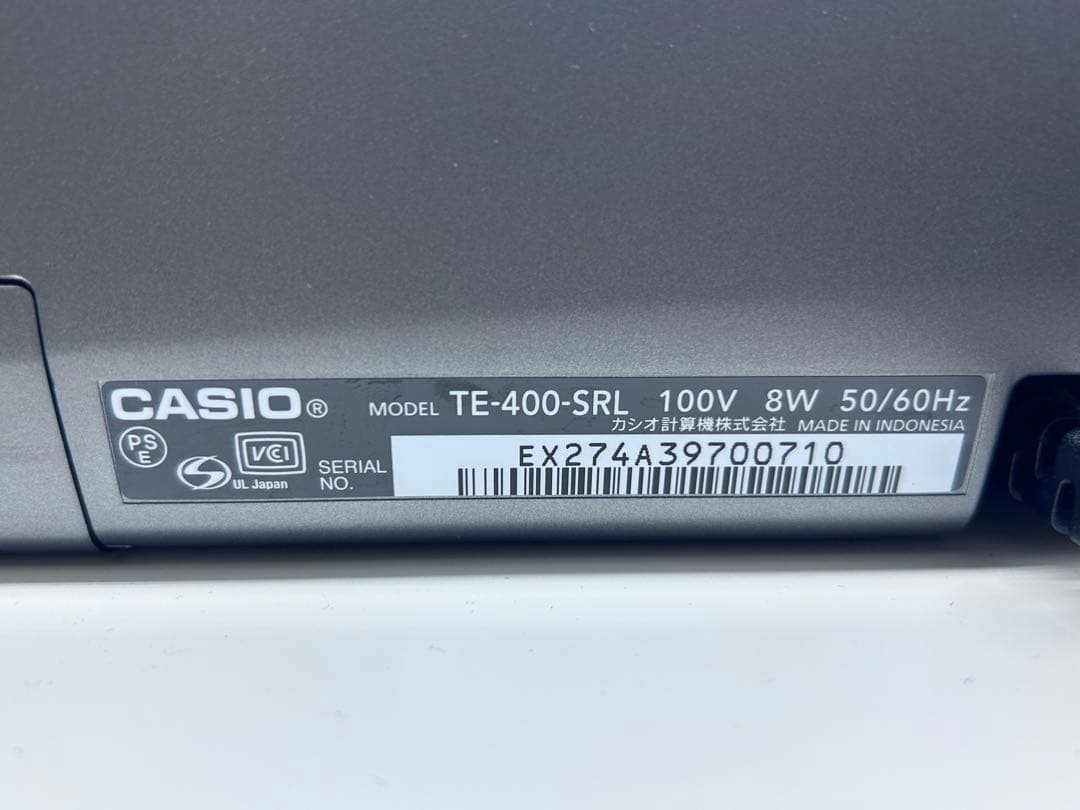 CASIO® MODEL TE-400-SRL 100V 8W 50/60Hz
カシオ計算機株式会社 MADE IN INDONESIA
PS
E
VCI
UL Japan
SERIAL
NO.
EX274A39700710